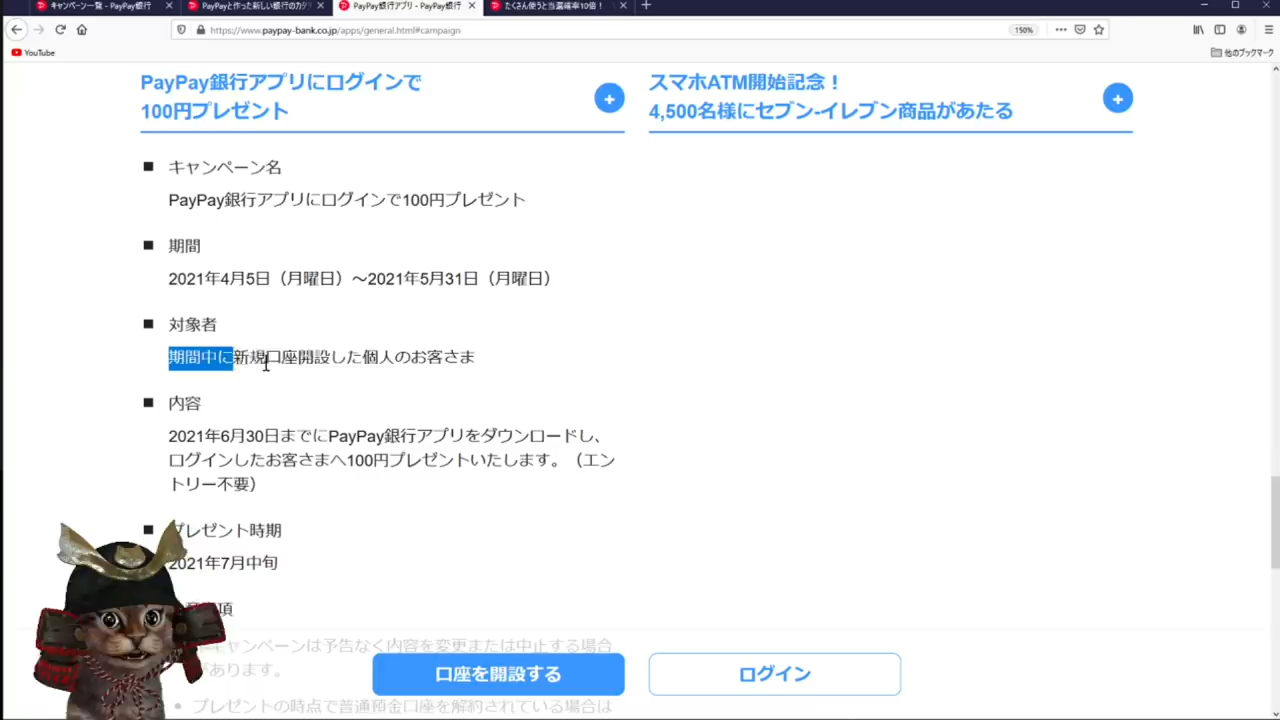 キャンペーン一覧 - PayPay銀行
PayPayと作った新しい銀行のカタチ
PayPay銀行アプリ - PayPay銀行
たくさん使うと当選確率10倍！
https://www.paypay-bank.co.jp/apps/general.html#campaign
150%
YouTube
他のブックマーク
PayPay銀行アプリにログインで
100円プレゼント
スマホATM開始記念！
4,500名様にセブン‐イレブン商品があたる
キャンペーン名
PayPay銀行アプリにログインで100円プレゼント
期間
2021年4月5日（月曜日）～2021年5月31日（月曜日）
対象者
期間中に新規口座開設した個人のお客さま
内容
2021年6月30日までにPayPay銀行アプリをダウンロードし、
ログインしたお客さまへ100円プレゼントいたします。（エン
トリー不要）
プレゼント時期
2021年7月中旬
項
キャンペーンは予告なく内容を変更または中止する場合
があります。
プレゼントの時点で普通預金口座を解約されている場合は
口座を開設する
ログイン